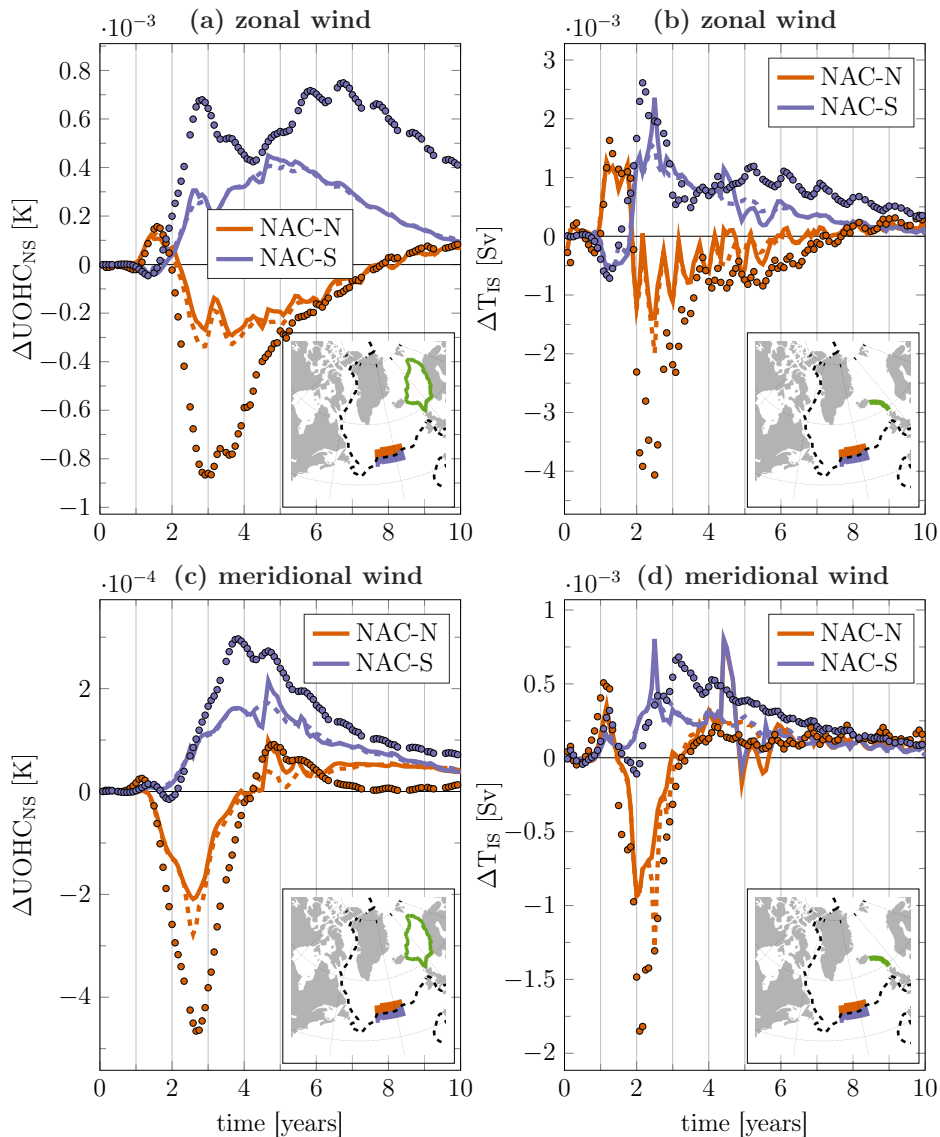 (a) zonal wind
·10⁻³
ΔUOHC_NS [K]
0.8
0.6
0.4
0.2
0
−0.2
−0.4
−0.6
−0.8
−1
NAC-N
NAC-S
0 2 4 6 8 10
(b) zonal wind
·10⁻³
ΔT_IS [Sv]
3
2
1
0
−1
−2
−3
−4
NAC-N
NAC-S
0 2 4 6 8 10
(c) meridional wind
·10⁻⁴
ΔUOHC_NS [K]
2
0
−2
−4
NAC-N
NAC-S
0 2 4 6 8 10
time [years]
(d) meridional wind
·10⁻³
ΔT_IS [Sv]
1
0.5
0
−0.5
−1
−1.5
−2
NAC-N
NAC-S
0 2 4 6 8 10
time [years]